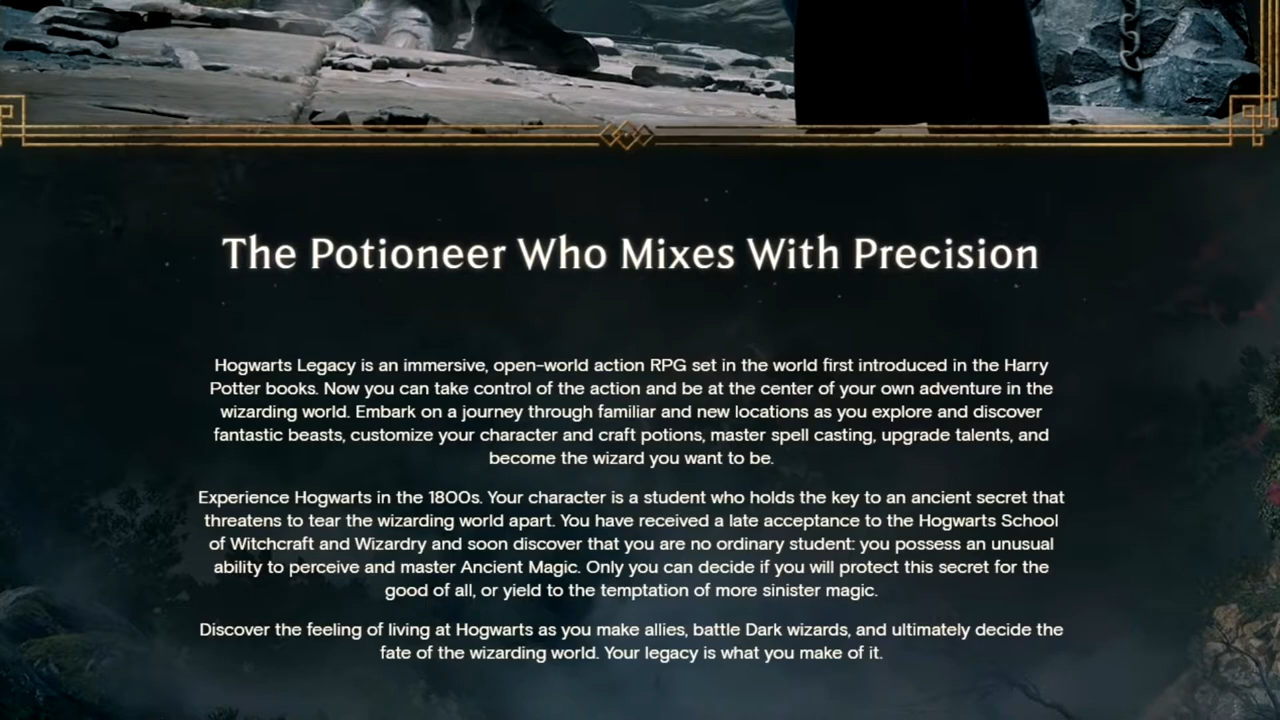 The Potioneer Who Mixes With Precision
Hogwarts Legacy is an immersive, open-world action RPG set in the world first introduced in the Harry
Potter books. Now you can take control of the action and be at the center of your own adventure in the
wizarding world. Embark on a journey through familiar and new locations as you explore and discover
fantastic beasts, customize your character and craft potions, master spell casting, upgrade talents, and
become the wizard you want to be.
Experience Hogwarts in the 1800s. Your character is a student who holds the key to an ancient secret that
threatens to tear the wizarding world apart. You have received a late acceptance to the Hogwarts School
of Witchcraft and Wizardry and soon discover that you are no ordinary student: you possess an unusual
ability to perceive and master Ancient Magic. Only you can decide if you will protect this secret for the
good of all, or yield to the temptation of more sinister magic.
Discover the feeling of living at Hogwarts as you make allies, battle Dark wizards, and ultimately decide the
fate of the wizarding world. Your legacy is what you make of it.